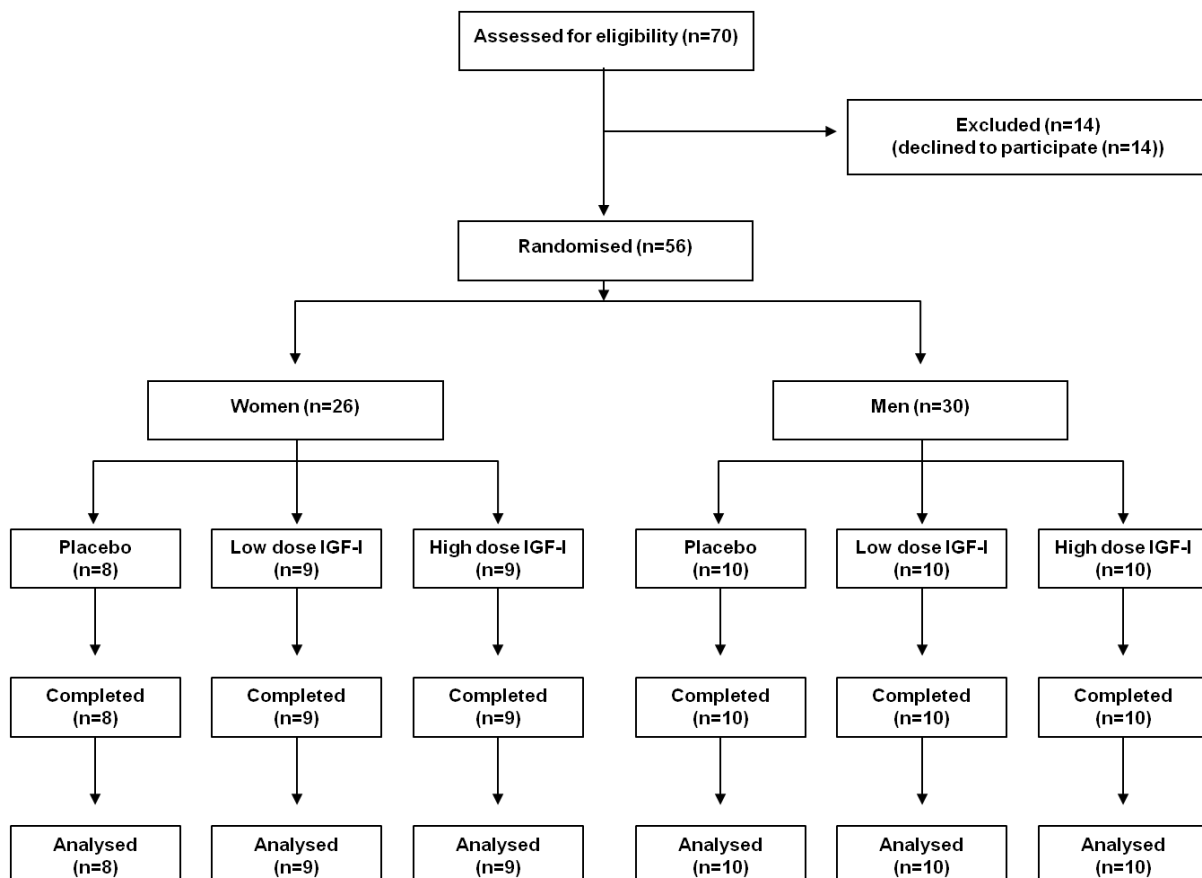 Assessed for eligibility (n=70)
Excluded (n=14)
(declined to participate (n=14))
Randomised (n=56)
Women (n=26)
Men (n=30)
Placebo
(n=8)
Low dose IGF-I
(n=9)
High dose IGF-I
(n=9)
Placebo
(n=10)
Low dose IGF-I
(n=10)
High dose IGF-I
(n=10)
Completed
(n=8)
Completed
(n=9)
Completed
(n=9)
Completed
(n=10)
Completed
(n=10)
Completed
(n=10)
Analysed
(n=8)
Analysed
(n=9)
Analysed
(n=9)
Analysed
(n=10)
Analysed
(n=10)
Analysed
(n=10)